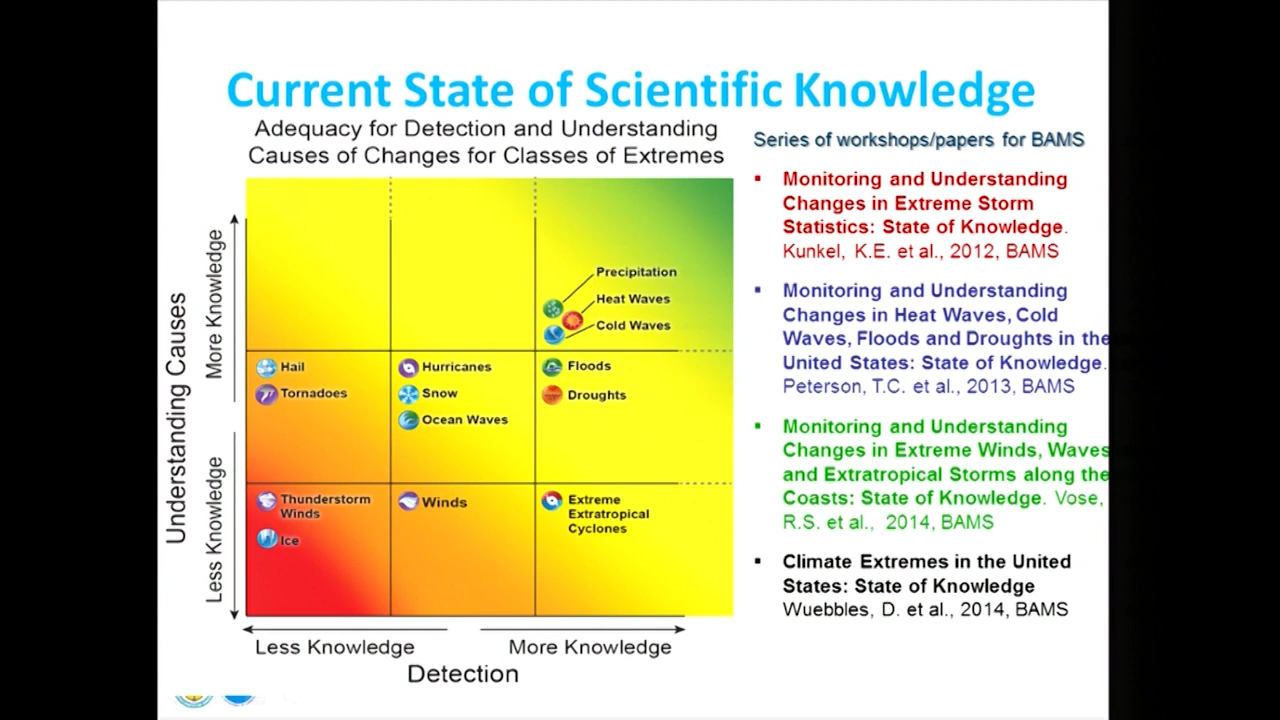 Current State of Scientific Knowledge
Adequacy for Detection and Understanding
Causes of Changes for Classes of Extremes
Understanding Causes
More Knowledge
Less Knowledge
Precipitation
Heat Waves
Cold Waves
Hail
Tornadoes
Hurricanes
Snow
Ocean Waves
Floods
Droughts
Thunderstorm
Winds
Ice
Winds
Extreme
Extratropical
Cyclones
Less Knowledge
More Knowledge
Detection
Series of workshops/papers for BAMS
▪ Monitoring and Understanding
Changes in Extreme Storm
Statistics: State of Knowledge.
Kunkel, K.E. et al., 2012, BAMS
▪ Monitoring and Understanding
Changes in Heat Waves, Cold
Waves, Floods and Droughts in the
United States: State of Knowledge.
Peterson, T.C. et al., 2013, BAMS
▪ Monitoring and Understanding
Changes in Extreme Winds, Waves
and Extratropical Storms along the
Coasts: State of Knowledge. Vose,
R.S. et al., 2014, BAMS
▪ Climate Extremes in the United
States: State of Knowledge
Wuebbles, D. et al., 2014, BAMS